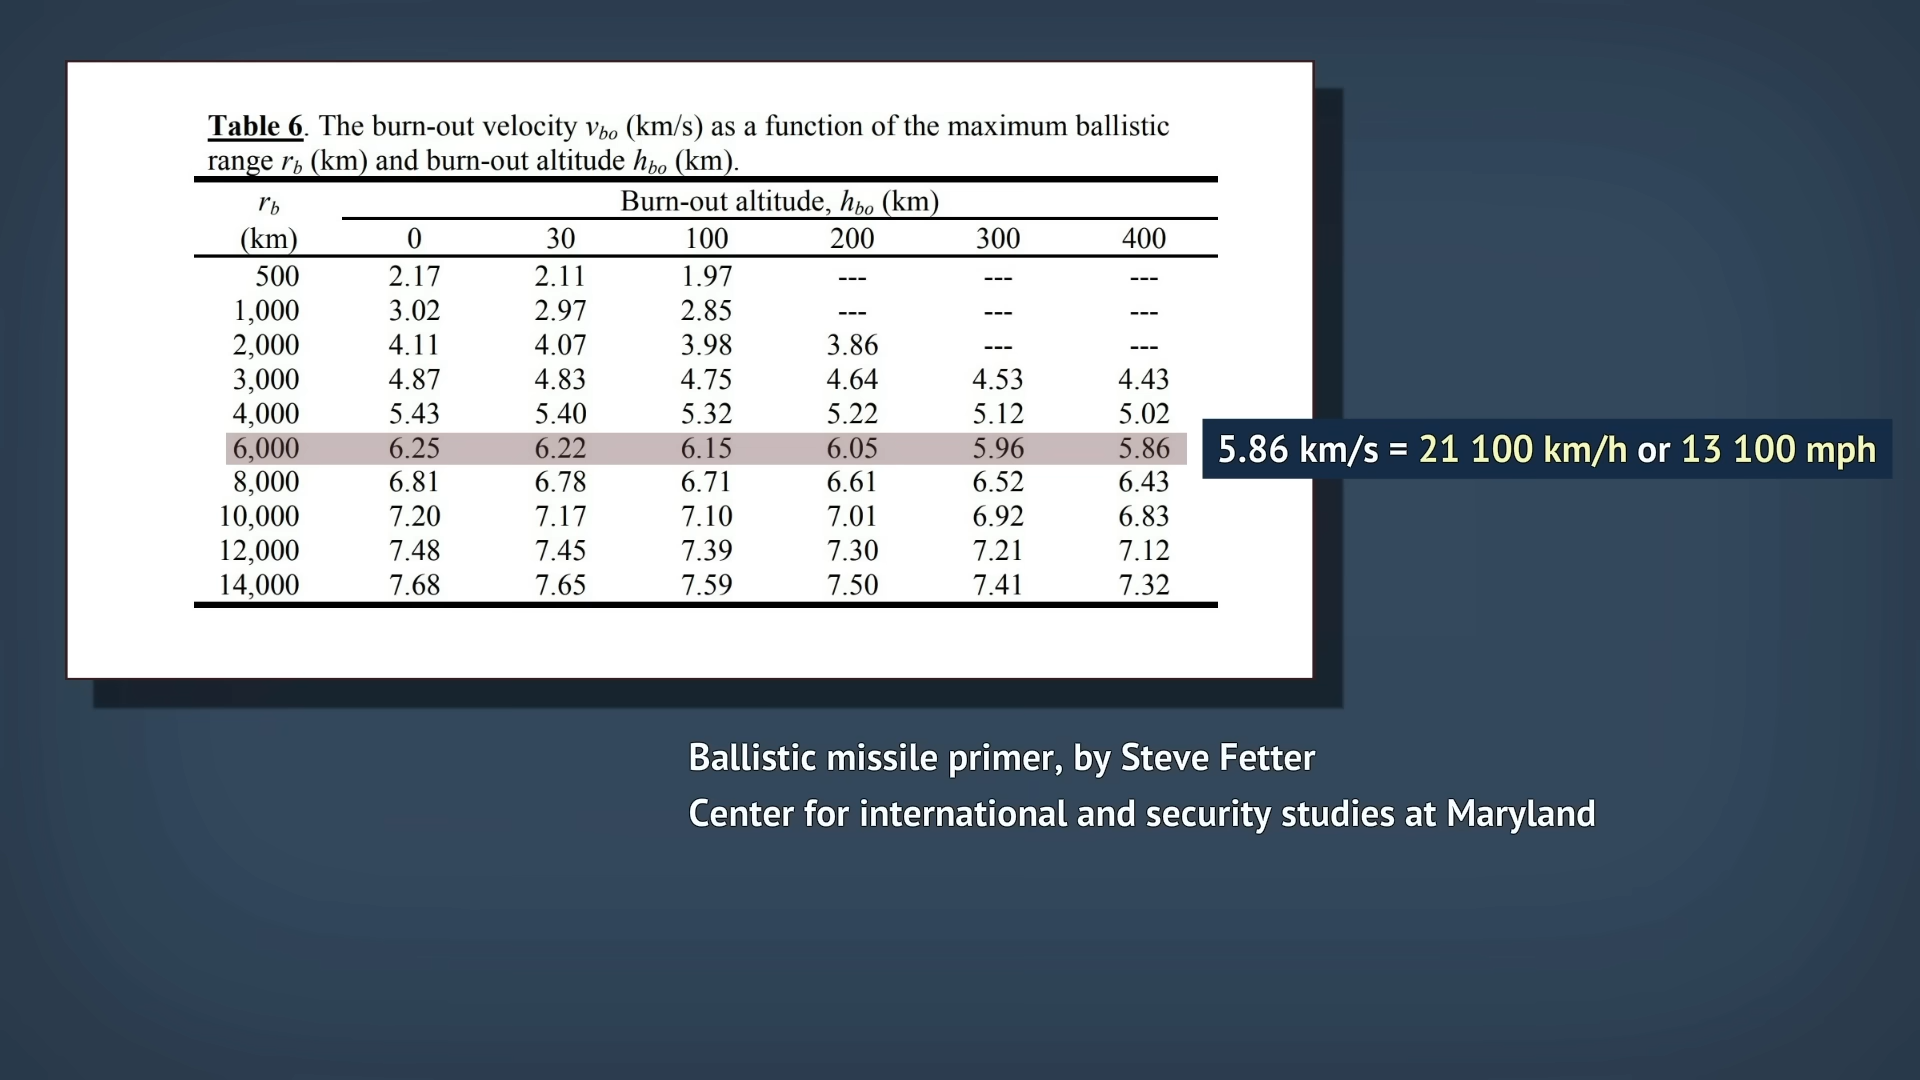 Table 6. The burn-out velocity vbo (km/s) as a function of the maximum ballistic
range rb (km) and burn-out altitude hbo (km).
rb Burn-out altitude, hbo (km)
(km) 0 30 100 200 300 400
500 2.17 2.11 1.97 --- --- ---
1,000 3.02 2.97 2.85 --- --- ---
2,000 4.11 4.07 3.98 3.86 --- ---
3,000 4.87 4.83 4.75 4.64 4.53 4.43
4,000 5.43 5.40 5.32 5.22 5.12 5.02
6,000 6.25 6.22 6.15 6.05 5.96 5.86
5.86 km/s = 21 100 km/h or 13 100 mph
8,000 6.81 6.78 6.71 6.61 6.52 6.43
10,000 7.20 7.17 7.10 7.01 6.92 6.83
12,000 7.48 7.45 7.39 7.30 7.21 7.12
14,000 7.68 7.65 7.59 7.50 7.41 7.32
Ballistic missile primer, by Steve Fetter
Center for international and security studies at Maryland